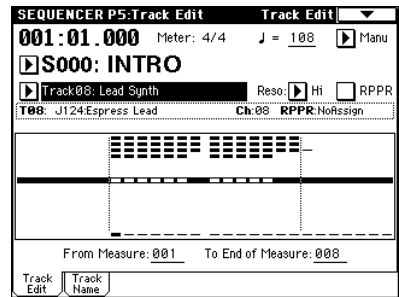 SEQUENCER P5:Track Edit Track Edit
001:01.000 Meter: 4/4 ♩ = 108 Manu
S000: INTRO
Track08: Lead Synth Reso: Hi RPPR
T08: J124:Espress Lead Ch:08 RPPR:NoAssign
From Measure: 001 To End of Measure: 008
Track Edit Track Name